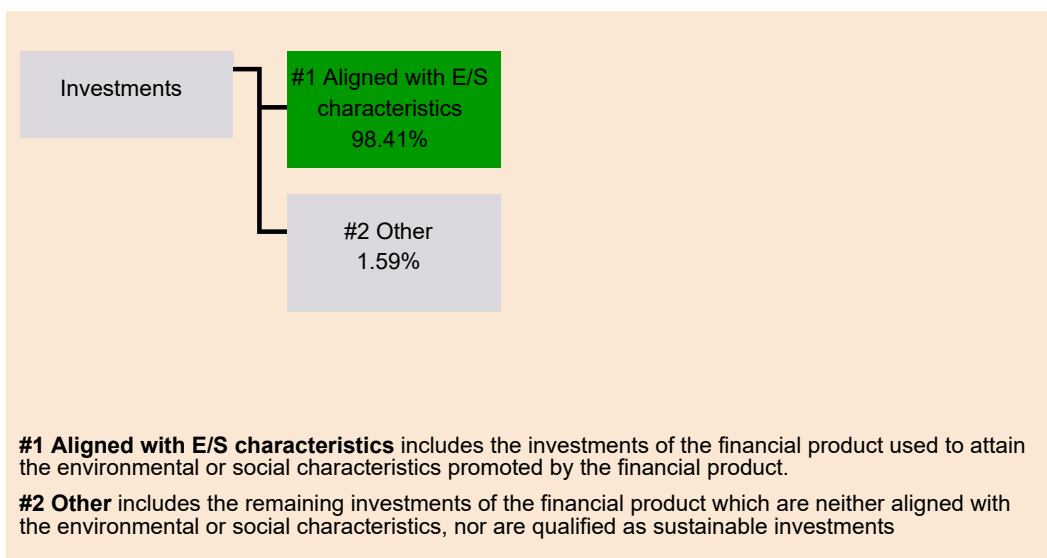 Investments
#1 Aligned with E/S
characteristics
98.41%
#2 Other
1.59%
#1 Aligned with E/S characteristics includes the investments of the financial product used to attain
the environmental or social characteristics promoted by the financial product.
#2 Other includes the remaining investments of the financial product which are neither aligned with
the environmental or social characteristics, nor are qualified as sustainable investments